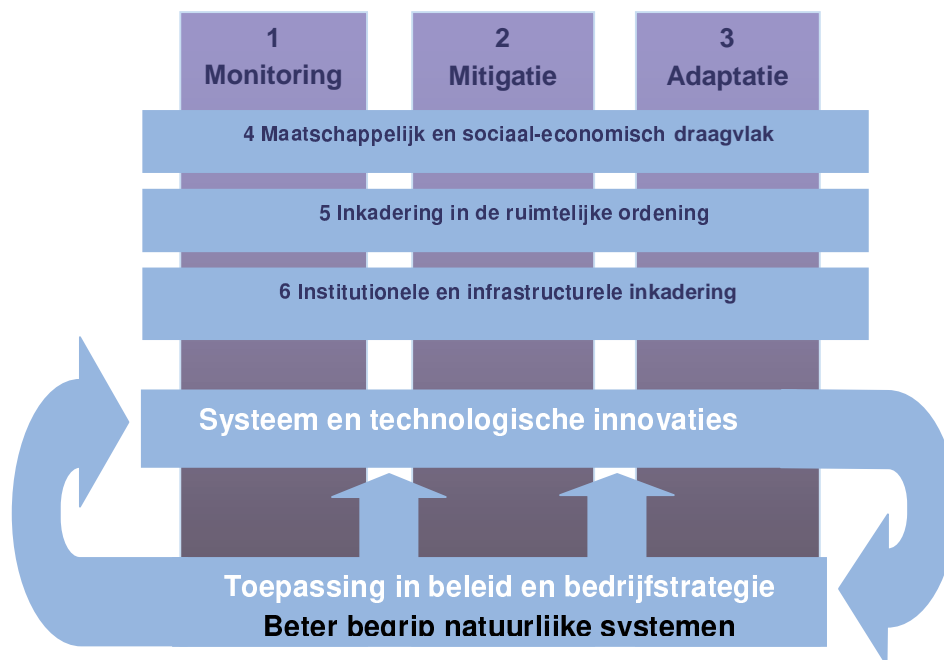 1
Monitoring
2
Mitigatie
3
Adaptatie
4 Maatschappelijk en sociaal-economisch draagvlak
5 Inkadering in de ruimtelijke ordening
6 Institutionele en infrastructurele inkadering
Systeem en technologische innovaties
Toepassing in beleid en bedrijfstrategie
Beter begrip natuurlijke systemen